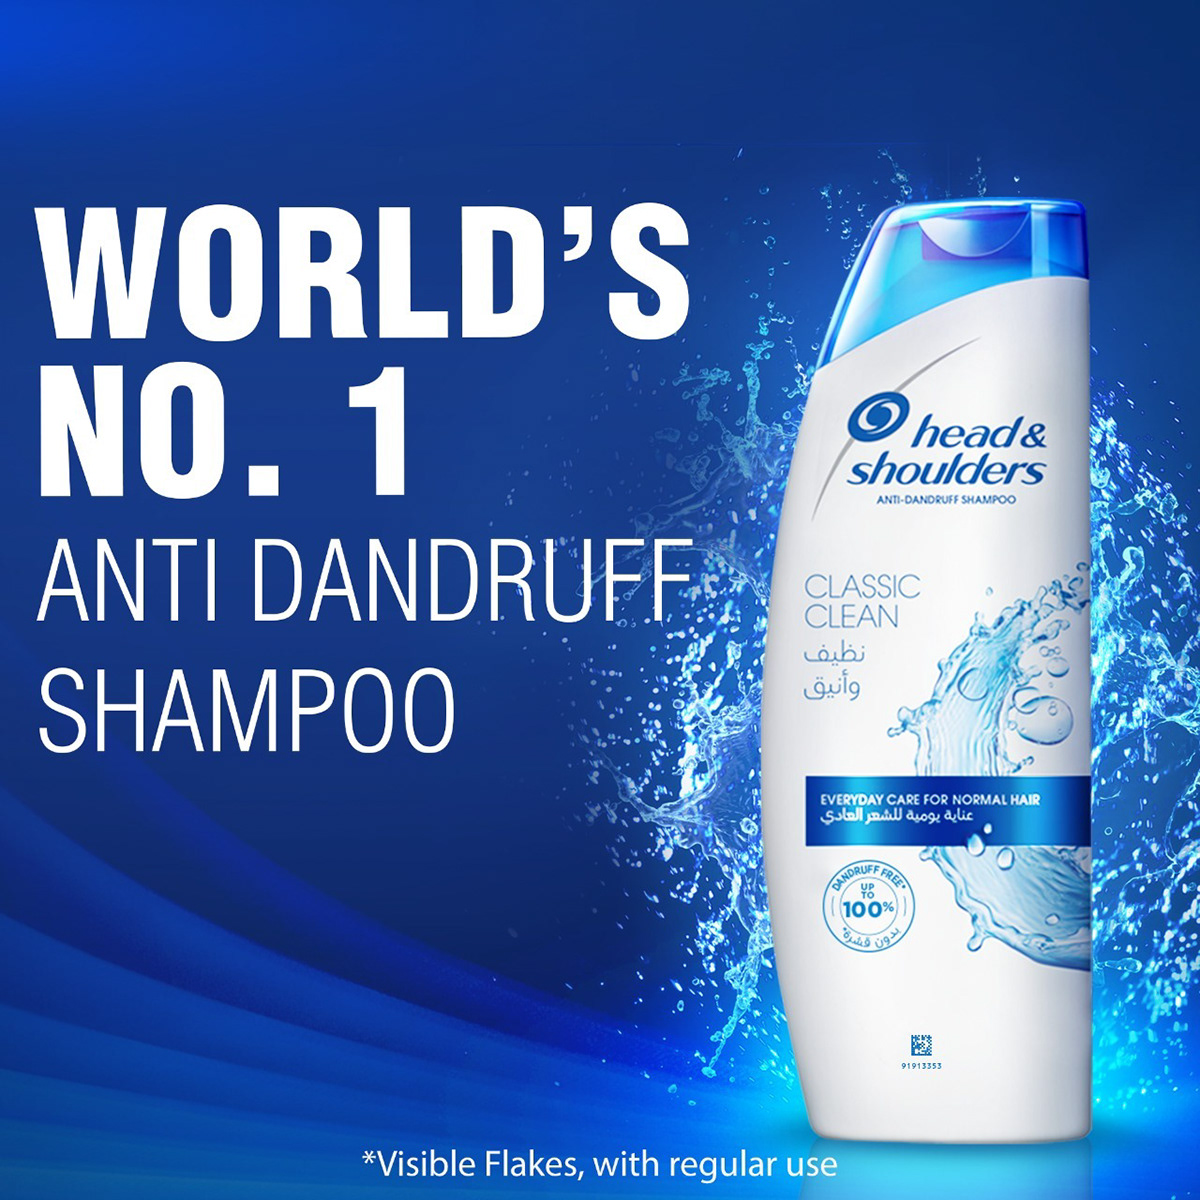 WORLD'S
NO. 1
ANTI DANDRUFF
SHAMPOO
head &
shoulders
ANTI-DANDRUFF SHAMPOO
CLASSIC
CLEAN
نظيف
وأنيق
EVERYDAY CARE FOR NORMAL HAIR
عناية يومية للشعر العادي
DANDRUFF FREE*
UP
TO
100%
بدون قشرة*
91913353
*Visible Flakes, with regular use